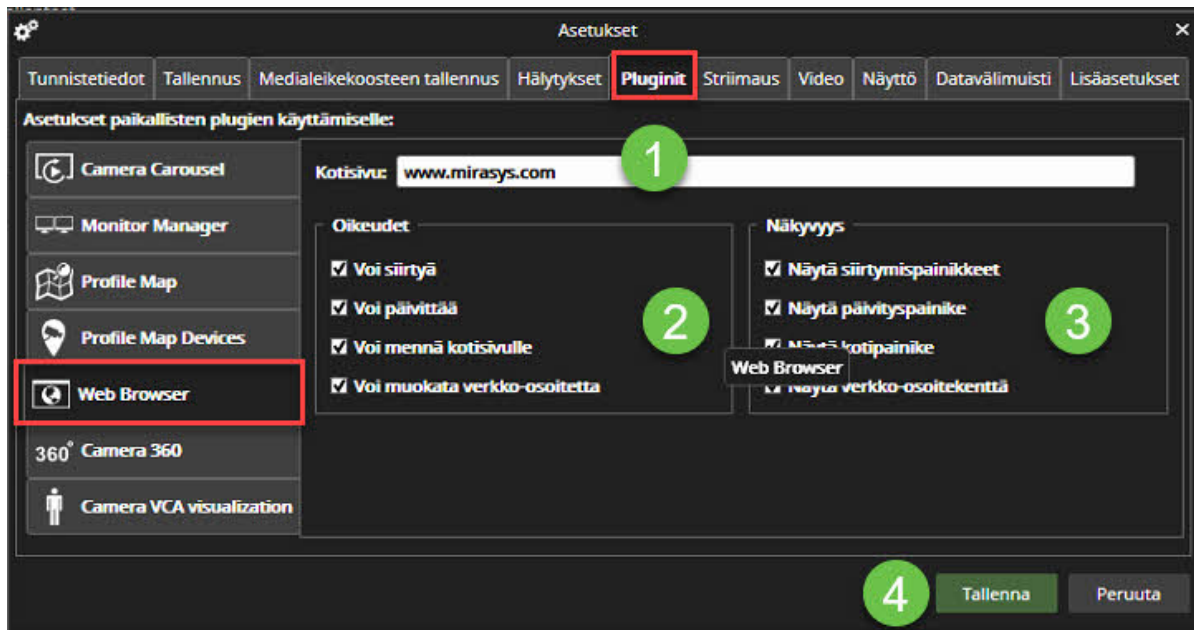 Asetukset
Tunnistetiedot Tallennus Medialeikekoosteen tallennus Hälytykset Pluginit Striimaus Video Näyttö Datavälimuisti Lisäasetukset
Asetukset paikallisten plugien käyttämiselle:
Camera Carousel
Monitor Manager
Profile Map
Profile Map Devices
Web Browser
360° Camera 360
Camera VCA visualization
1
Kotisivu: www.mirasys.com
Oikeudet
Voi siirtyä
Voi päivittää
Voi mennä kotisivulle
Voi muokata verkko-osoitetta
2
Näkyvyys
Näytä siirtymispainikkeet
Näytä päivityspainike
Näytä kotipainike
Näytä verkko-osoitekenttä
3
Web Browser
4
Tallenna Peruuta